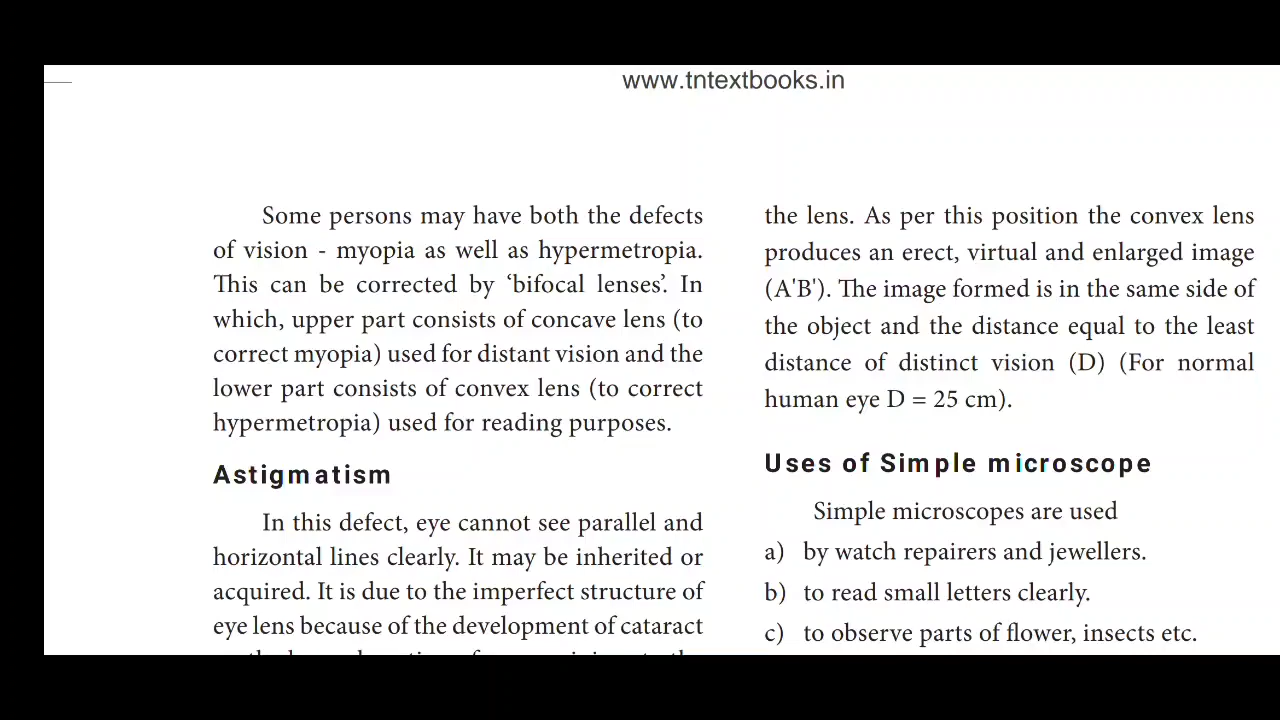 www.tntextbooks.in
Some persons may have both the defects
of vision - myopia as well as hypermetropia.
This can be corrected by ‘bifocal lenses’. In
which, upper part consists of concave lens (to
correct myopia) used for distant vision and the
lower part consists of convex lens (to correct
hypermetropia) used for reading purposes.
Astigmatism
In this defect, eye cannot see parallel and
horizontal lines clearly. It may be inherited or
acquired. It is due to the imperfect structure of
eye lens because of the development of cataract
the lens. As per this position the convex lens
produces an erect, virtual and enlarged image
(A'B'). The image formed is in the same side of
the object and the distance equal to the least
distance of distinct vision (D) (For normal
human eye D = 25 cm).
Uses of Simple microscope
Simple microscopes are used
a) by watch repairers and jewellers.
b) to read small letters clearly.
c) to observe parts of flower, insects etc.